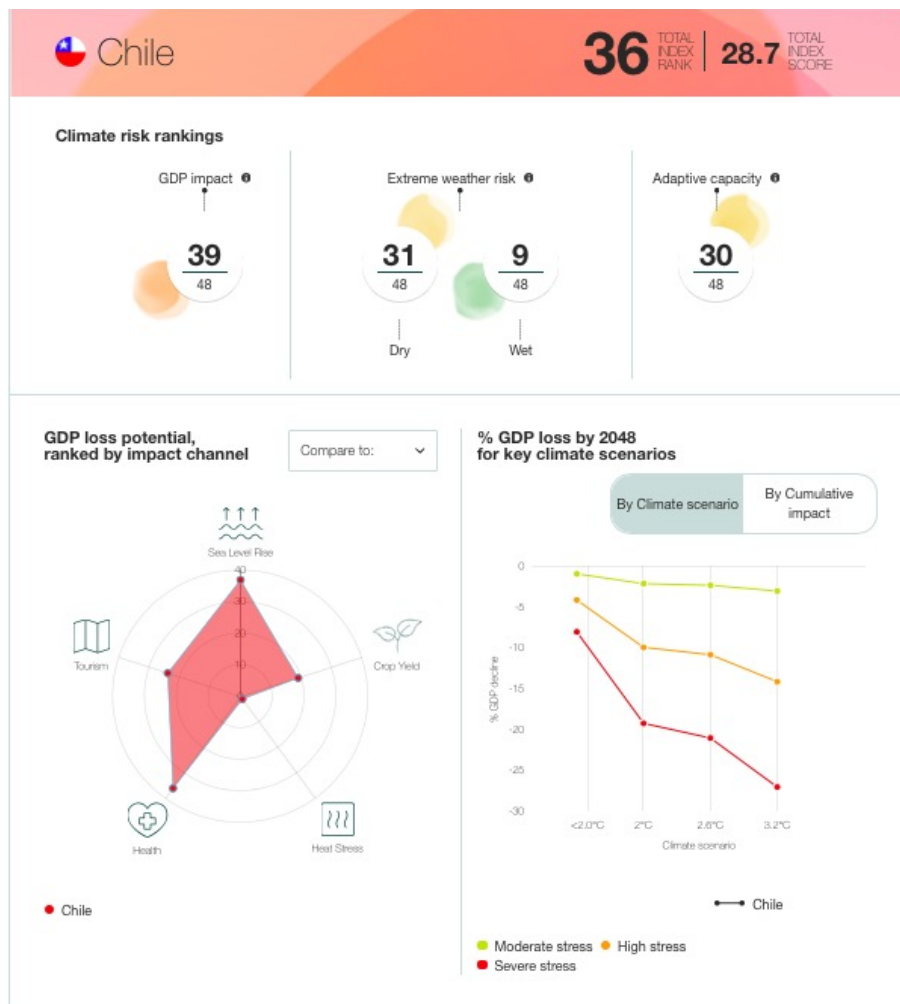 Chile
36
TOTAL
INDEX
RANK
28.7
TOTAL
INDEX
SCORE
Climate risk rankings
GDP impact
39
48
Extreme weather risk
31
48
Dry
9
48
Wet
Adaptive capacity
30
48
GDP loss potential,
ranked by impact channel
Compare to:
Sea Level Rise
40
30
20
10
Tourism
Crop Yield
Health
Heat Stress
Chile
% GDP loss by 2048
for key climate scenarios
By Climate scenario
By Cumulative
impact
% GDP decline
0
-5
-10
-15
-20
-25
-30
<2.0°C
2°C
2.6°C
3.2°C
Climate scenario
Chile
Moderate stress
High stress
Severe stress